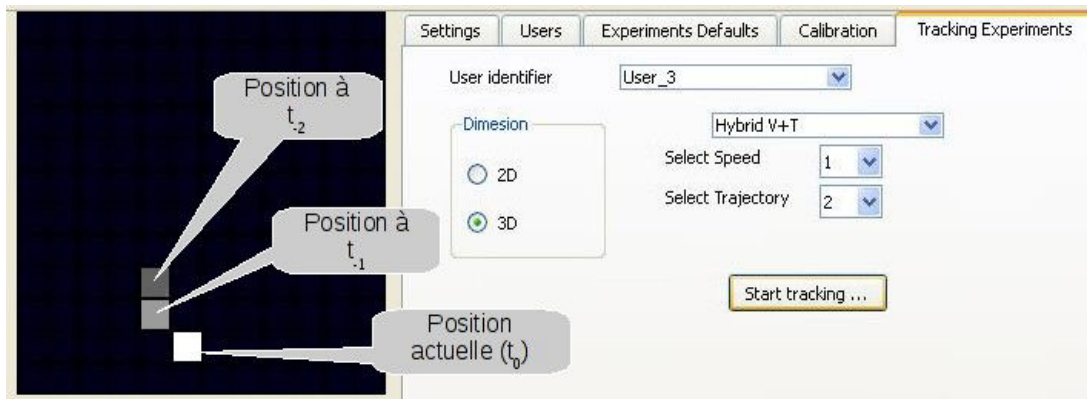 Settings
Users
Experiments Defaults
Calibration
Tracking Experiments
User identifier
User_3
Dimesion
2D
3D
Hybrid V+T
Select Speed
1
Select Trajectory
2
Start tracking ...
Position à
t-2
Position à
t-1
Position
actuelle (t0)